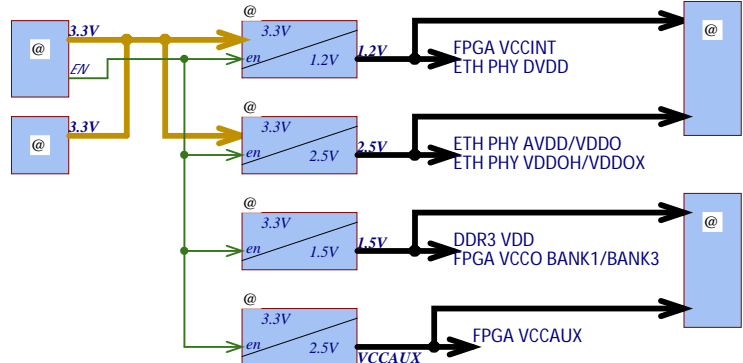 @
3.3V
EN
@
3.3V
@
3.3V
en
1.2V
1.2V
FPGA VCCINT
ETH PHY DVDD
@
@
3.3V
en
2.5V
2.5V
ETH PHY AVDD/VDDO
ETH PHY VDDOH/VDDOX
@
3.3V
en
1.5V
1.5V
DDR3 VDD
FPGA VCCO BANK1/BANK3
@
@
3.3V
en
2.5V
VCCAUX
FPGA VCCAUX